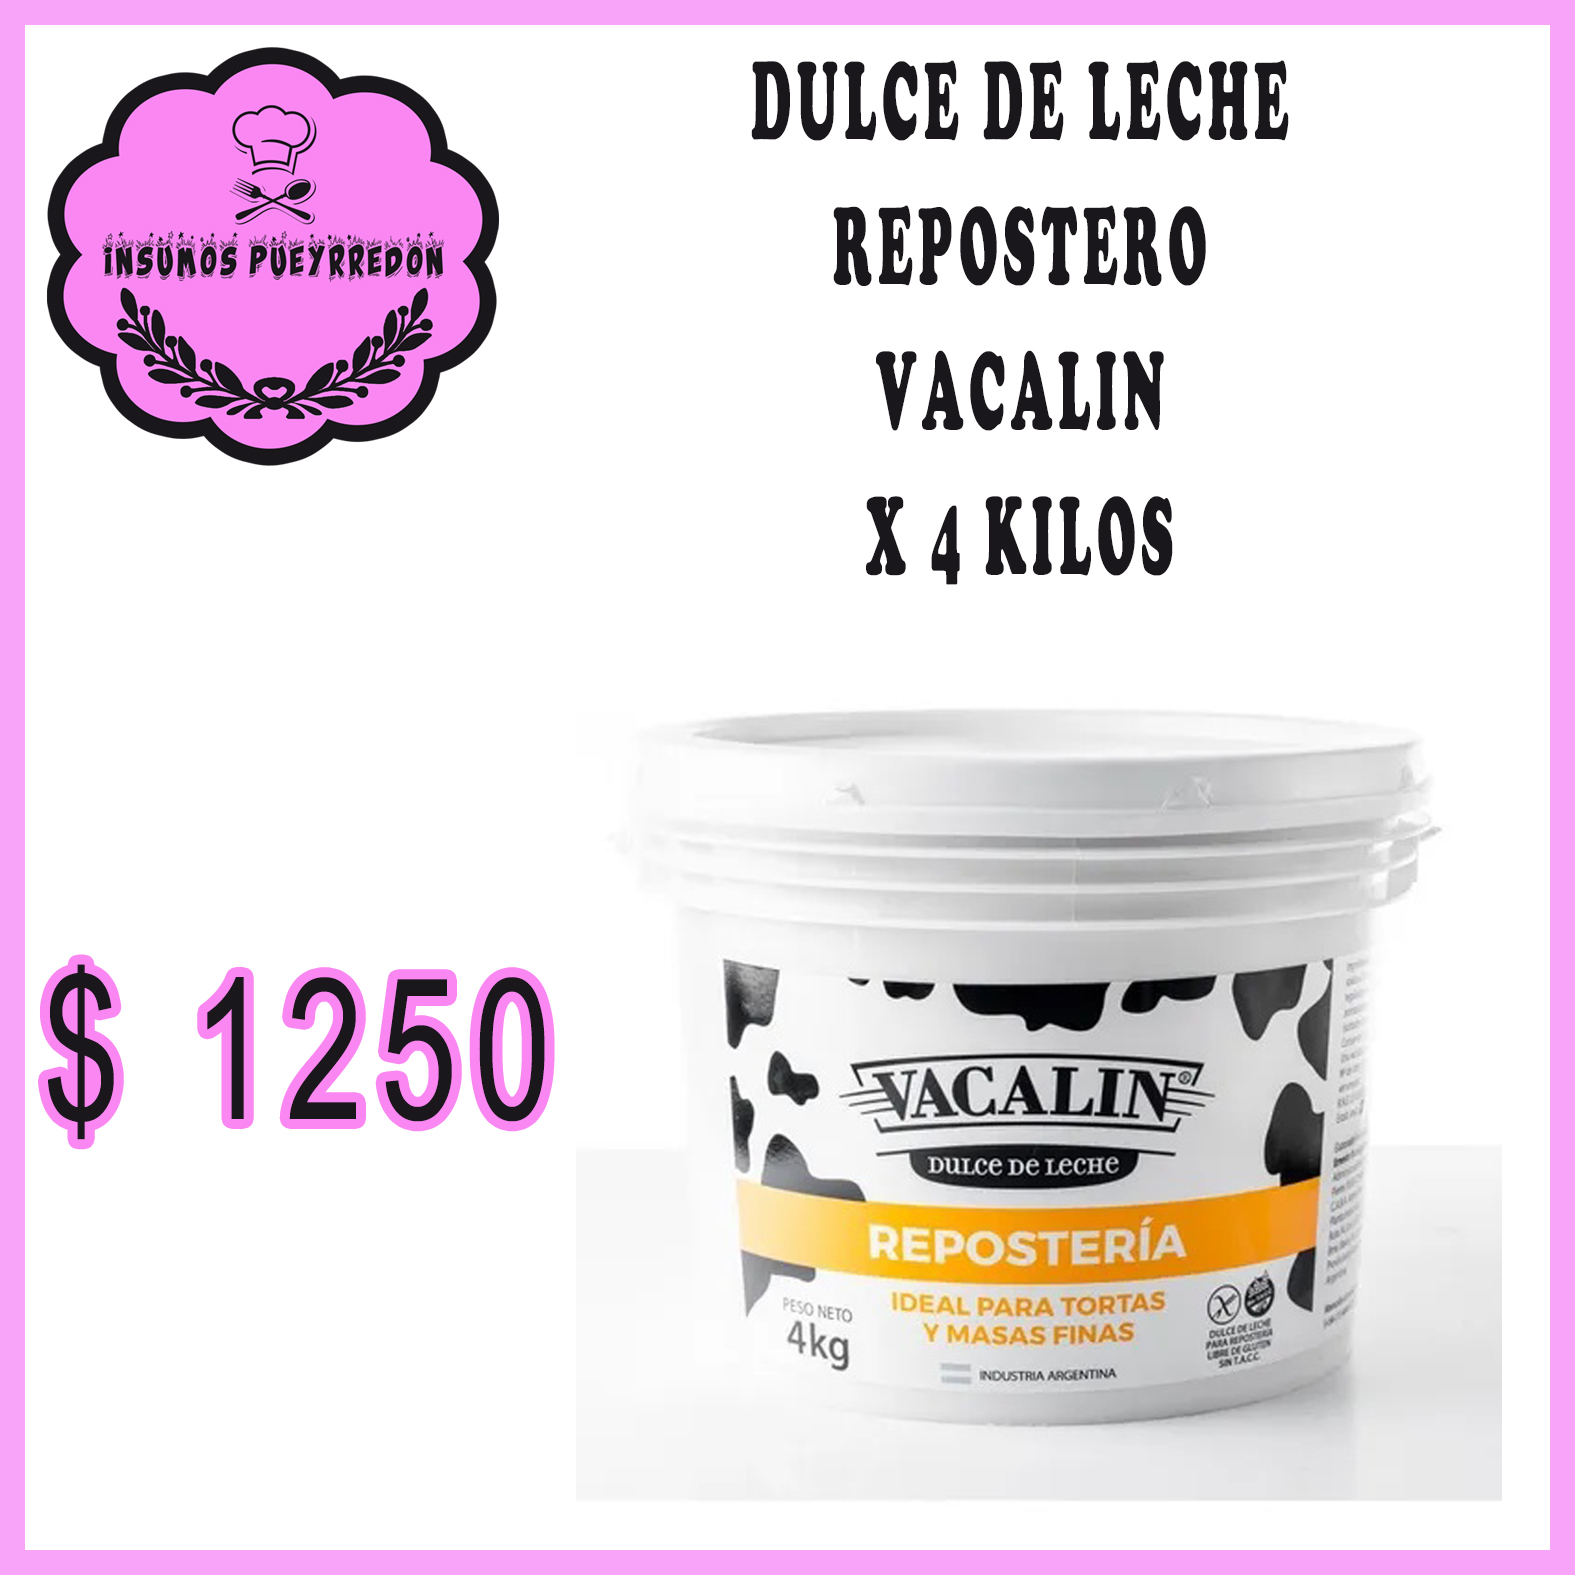 INSUMOS PUEYRREDON
DULCE DE LECHE
REPOSTERO
VACALIN
X 4 KILOS
$ 1250
VACALIN®
DULCE DE LECHE
REPOSTERÍA
IDEAL PARA TORTAS
Y MASAS FINAS
PESO NETO
4kg
INDUSTRIA ARGENTINA
DULCE DE LECHE
PARA REPOSTERIA
LIBRE DE GLUTEN
SIN T.A.C.C.